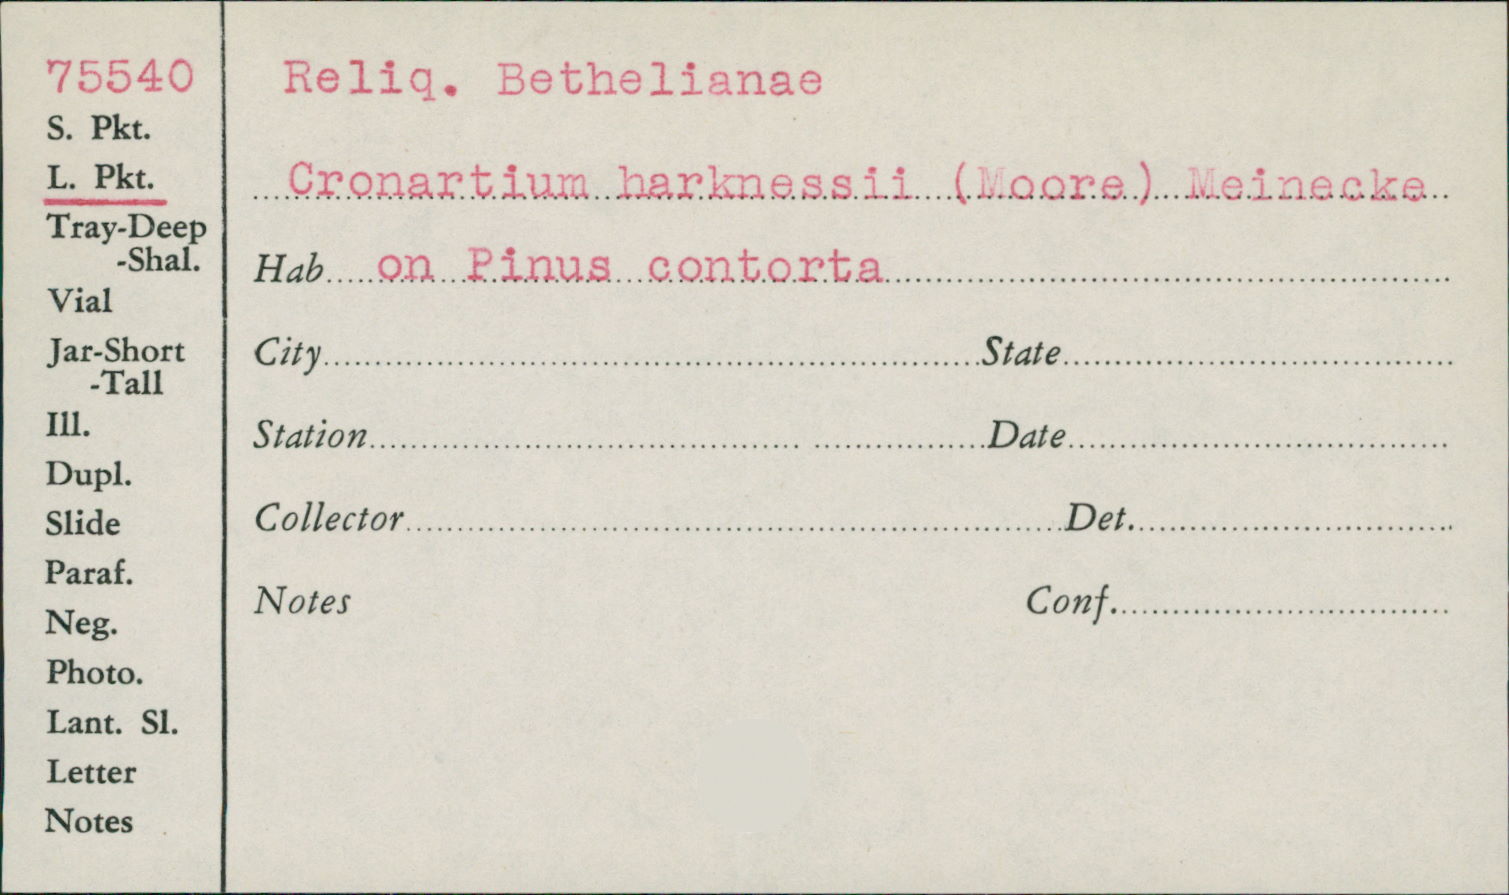 75540
S. Pkt.
L. Pkt.
Tray-Deep
-Shal.
Vial
Jar-Short
-Tall
Ill.
Dupl.
Slide
Paraf.
Neg.
Photo.
Lant. Sl.
Letter
Notes
Reliq. Bethelianae
Cronartium harknessii (Moore) Meinecke
Hab on Pinus contorta
City State
Station Date
Collector Det.
Notes Conf.